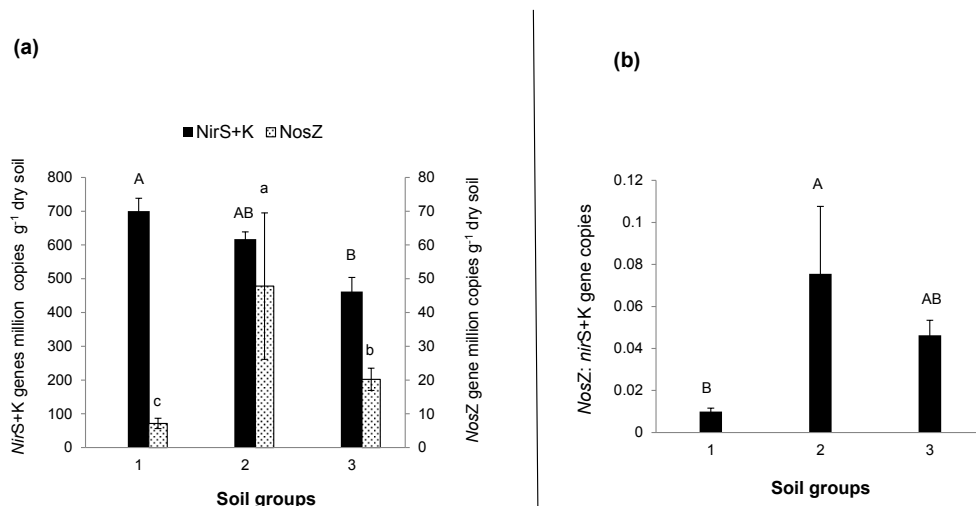 (a)
NirS+K NosZ
NirS+K genes million copies g⁻¹ dry soil
800
700
600
500
400
300
200
100
0
A
AB
B
a
b
c
80
70
60
50
40
30
20
10
0
NosZ gene million copies g⁻¹ dry soil
1 2 3
Soil groups
(b)
NosZ: nirS+K gene copies
0.12
0.1
0.08
0.06
0.04
0.02
0
A
AB
B
1 2 3
Soil groups